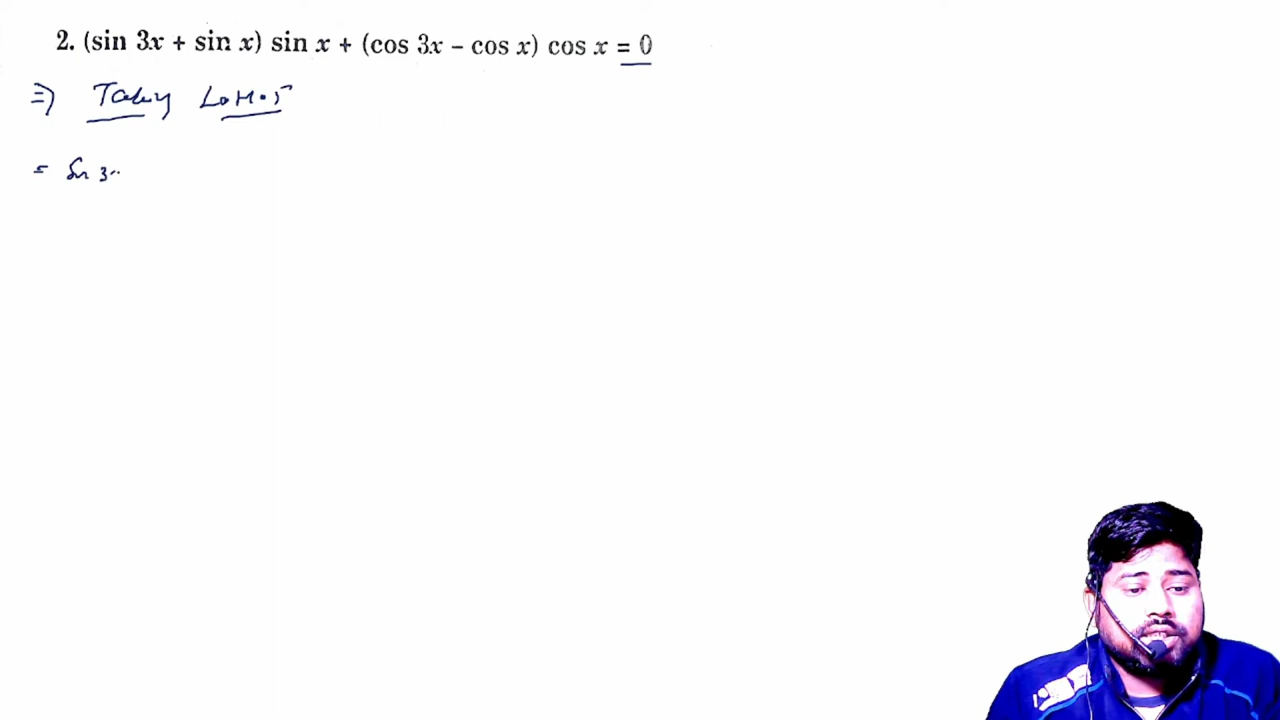 2. (sin 3x + sin x) sin x + (cos 3x – cos x) cos x = 0
⇒ Taking L.H.S
= Sin 3